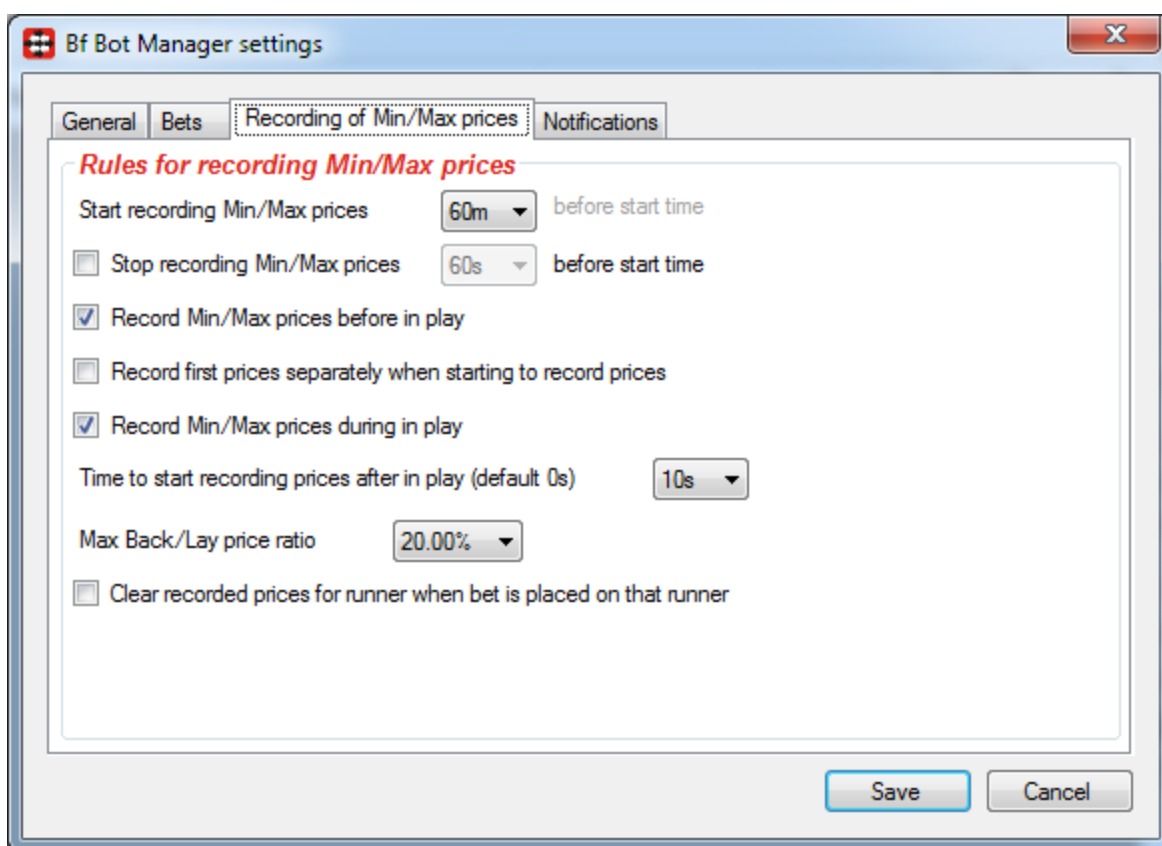 Bf Bot Manager settings
X
General Bets Recording of Min/Max prices Notifications
Rules for recording Min/Max prices
Start recording Min/Max prices 60m before start time
Stop recording Min/Max prices 60s before start time
Record Min/Max prices before in play
Record first prices separately when starting to record prices
Record Min/Max prices during in play
Time to start recording prices after in play (default 0s) 10s
Max Back/Lay price ratio 20.00%
Clear recorded prices for runner when bet is placed on that runner
Save Cancel